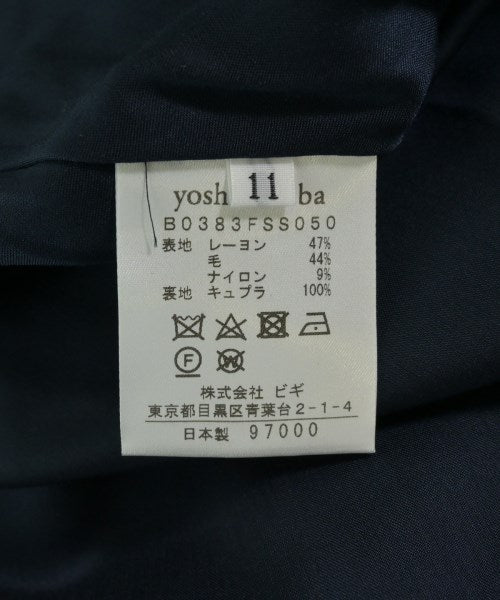 yosh 11 ba
B0383FSS050
表地 レーヨン 47%
毛 44%
ナイロン 9%
裏地 キュプラ 100%
F W
株式会社 ビギ
東京都目黒区青葉台2-1-4
日本製 97000